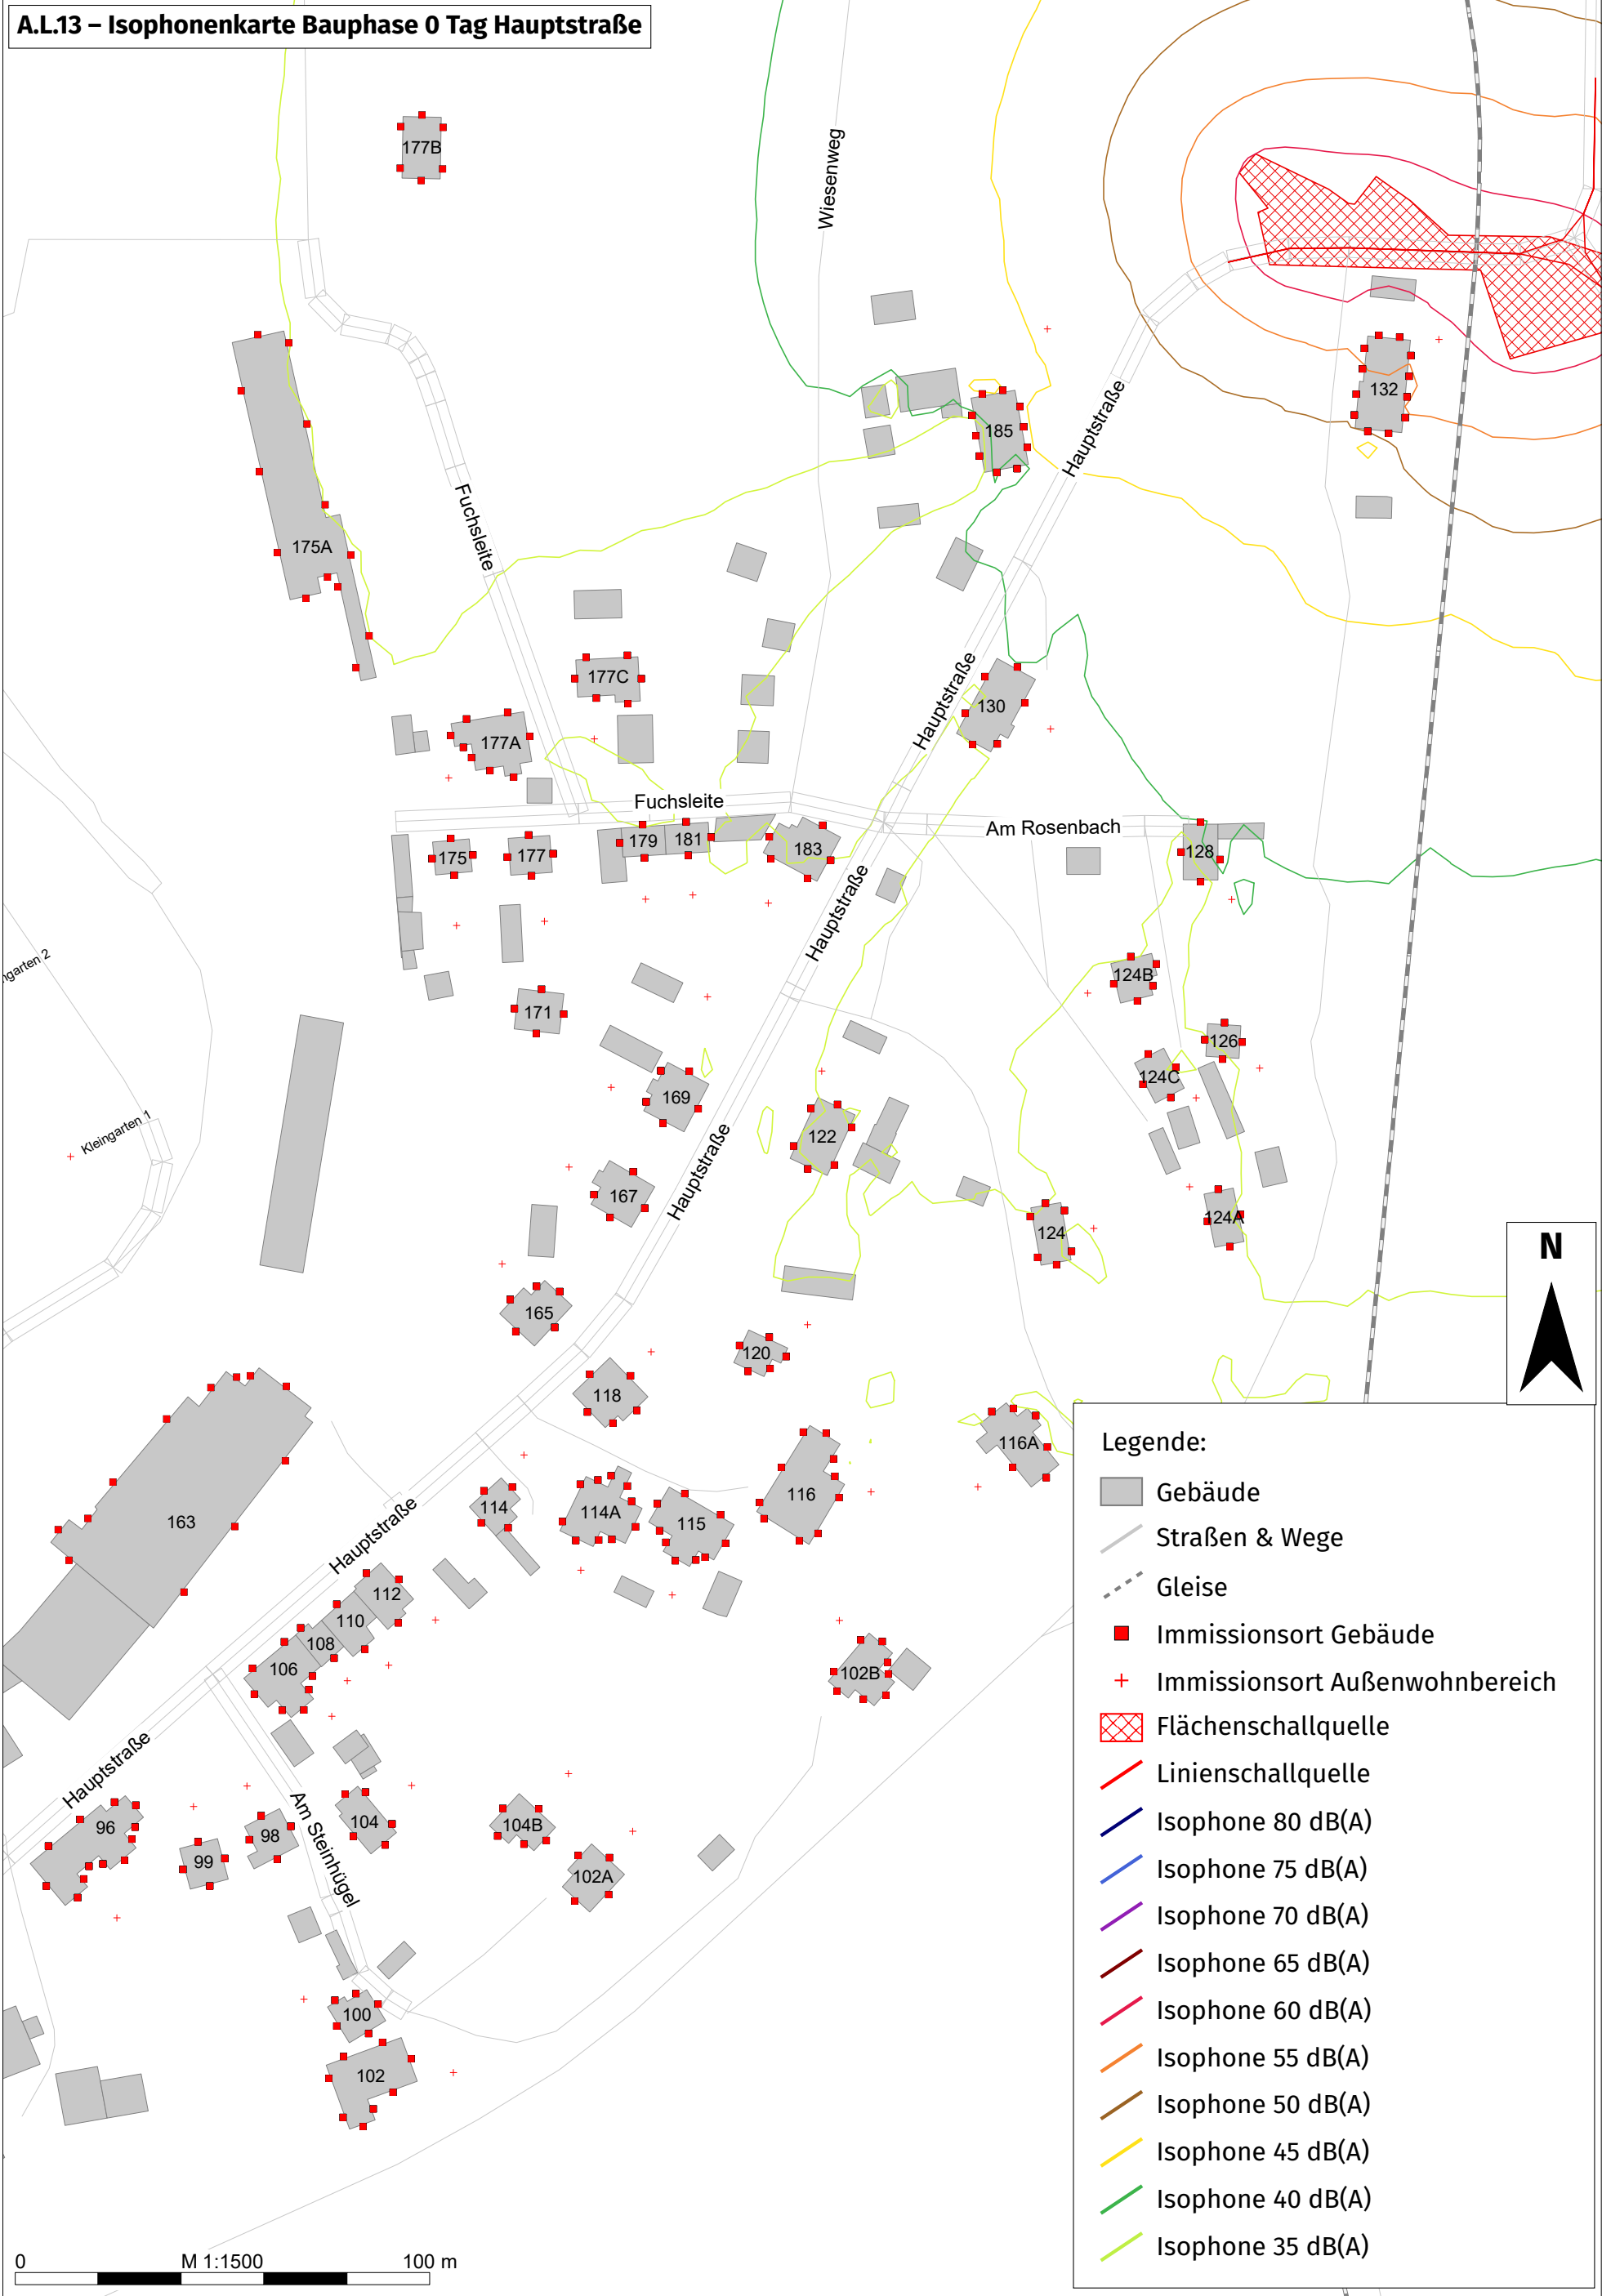 A.L.13 – Isophonenkarte Bauphase 0 Tag Hauptstraße
177B
Wiesenweg
132
185
Hauptstraße
Fuchsleite
175A
177C
130
Hauptstraße
177A
Fuchsleite
Am Rosenbach
175
177
179
181
183
128
Hauptstraße
ngarten 2
124B
171
126
124C
169
Kleingarten 1
122
Hauptstraße
167
124A
124
N
165
120
118
116A
116
114
114A
115
163
Hauptstraße
112
110
108
106
102B
Hauptstraße
96
Am Steinhügel
104
104B
98
99
102A
100
102
Legende:
Gebäude
Straßen & Wege
Gleise
Immissionsort Gebäude
Immissionsort Außenwohnbereich
Flächenschallquelle
Linienschallquelle
Isophone 80 dB(A)
Isophone 75 dB(A)
Isophone 70 dB(A)
Isophone 65 dB(A)
Isophone 60 dB(A)
Isophone 55 dB(A)
Isophone 50 dB(A)
Isophone 45 dB(A)
Isophone 40 dB(A)
Isophone 35 dB(A)
0 M 1:1500 100 m